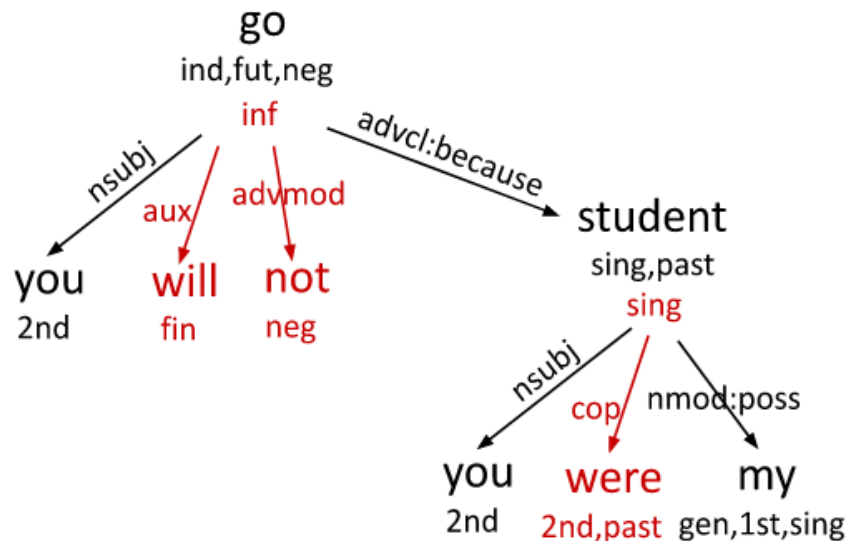 go
ind,fut,neg
inf
nsubj
aux
advmod
advcl:because
you
2nd
will
fin
not
neg
student
sing,past
sing
nsubj
cop
nmod:poss
you
2nd
were
2nd,past
my
gen,1st,sing